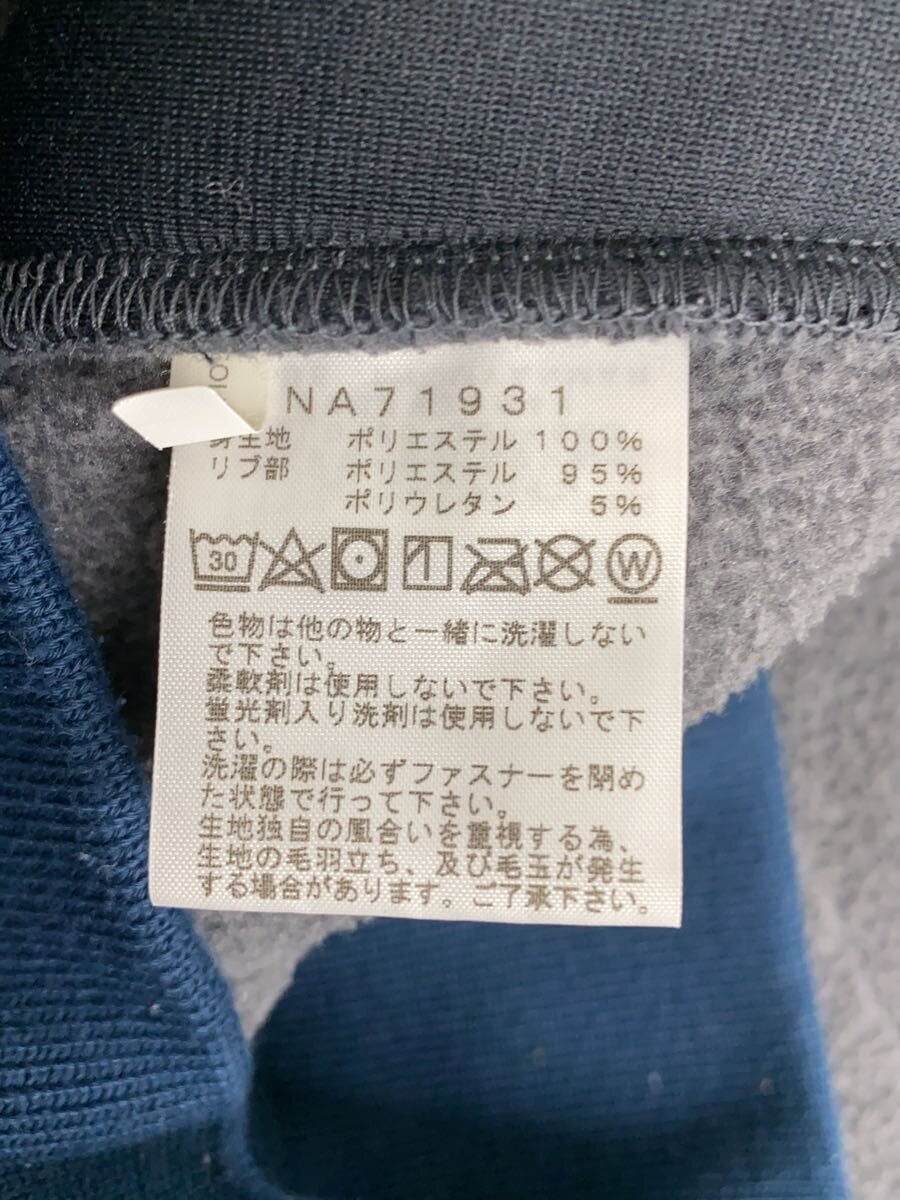 NA71931
身生地 ポリエステル 100%
リブ部 ポリエステル 95%
ポリウレタン 5%
30 W
色物は他の物と一緒に洗濯しない
で下さい。
柔軟剤は使用しないで下さい。
蛍光剤入り洗剤は使用しないで下
さい。
洗濯の際は必ずファスナーを閉め
た状態で行って下さい。
生地独自の風合いを重視する為、
生地の毛羽立ち、及び毛玉が発生
する場合があります。ご了承下さい。